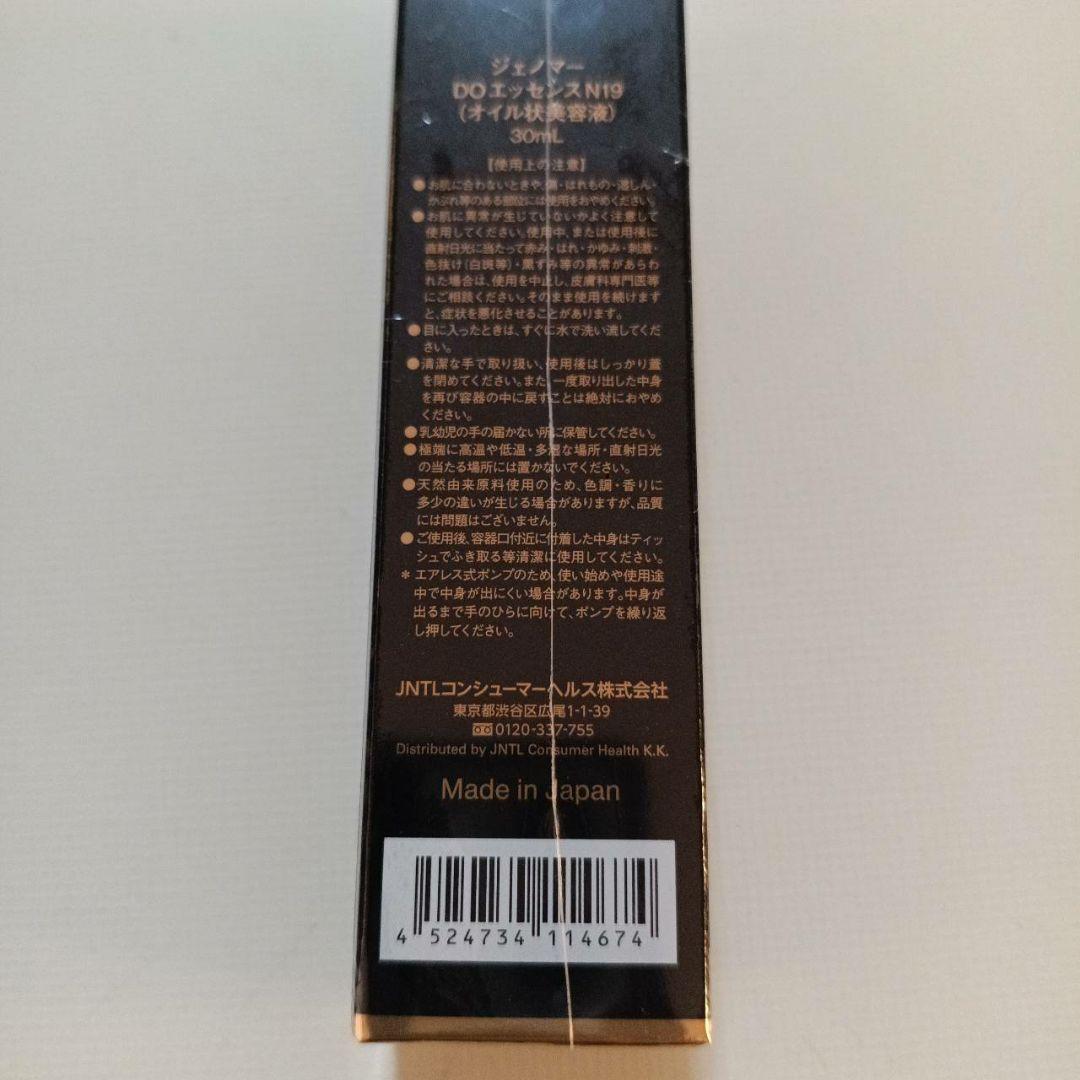 ジェノマー
DOエッセンスN19
(オイル状美容液)
30mL
【使用上の注意】
●お肌に合わないときや、傷・はれもの・湿しん・
かぶれ等のある部位には使用をおやめください。
●お肌に異常が生じていないかよく注意して
使用してください。使用中、または使用後に
直射日光に当たって赤み・はれ・かゆみ・刺激、
色抜け(白斑等)・黒ずみ等の異常があらわ
れた場合は、使用を中止し、皮膚科専門医等
にご相談ください。そのまま使用を続けます
と、症状を悪化させることがあります。
●目に入ったときは、すぐに水で洗い流してくだ
さい。
●清潔な手で取り扱い、使用後はしっかり蓋
を閉めてください。また、一度取り出した中身
を再び容器の中に戻すことは絶対におやめ
ください。
●乳幼児の手の届かない所に保管してください。
●極端に高温や低温・多湿な場所・直射日光
の当たる場所には置かないでください。
●天然由来原料使用のため、色調・香りに
多少の違いが生じる場合がありますが、品質
には問題はございません。
●ご使用後、容器口付近に付着した中身はティッ
シュでふき取る等清潔に使用してください。
* エアレス式ポンプのため、使い始めや使用途
中で中身が出にくい場合があります。中身が
出るまで手のひらに向けて、ポンプを繰り返
し押してください。
JNTLコンシューマーヘルス株式会社
東京都渋谷区広尾1-1-39
0120-337-755
Distributed by JNTL Consumer Health K.K.
Made in Japan
4 524734 114674